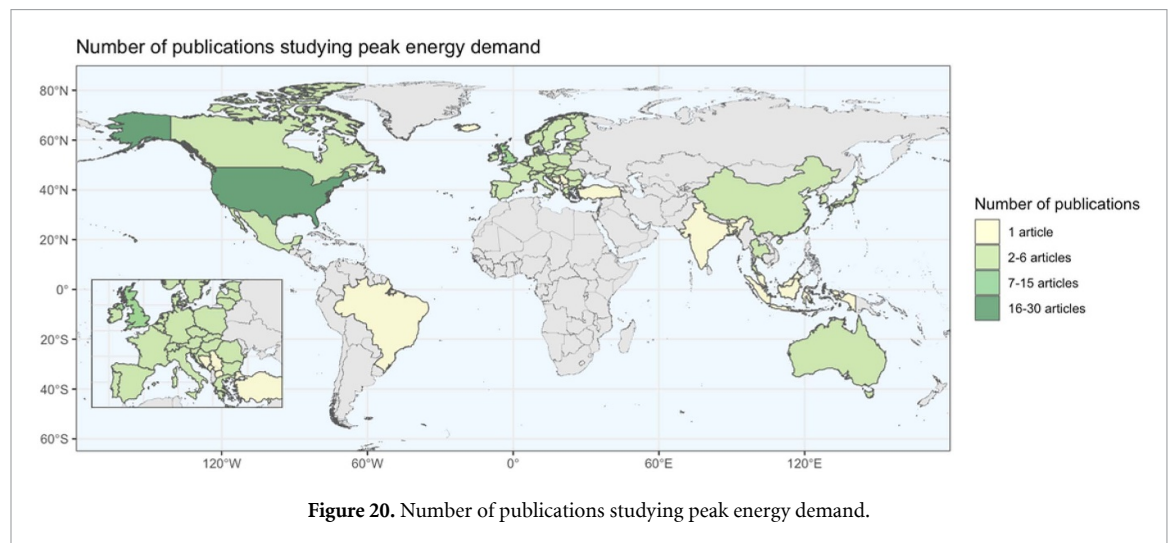 Number of publications studying peak energy demand
80°N
60°N
40°N
20°N
0°
20°S
40°S
60°S
120°W
60°W
0°
60°E
120°E
Number of publications
1 article
2-6 articles
7-15 articles
16-30 articles
Figure 20. Number of publications studying peak energy demand.